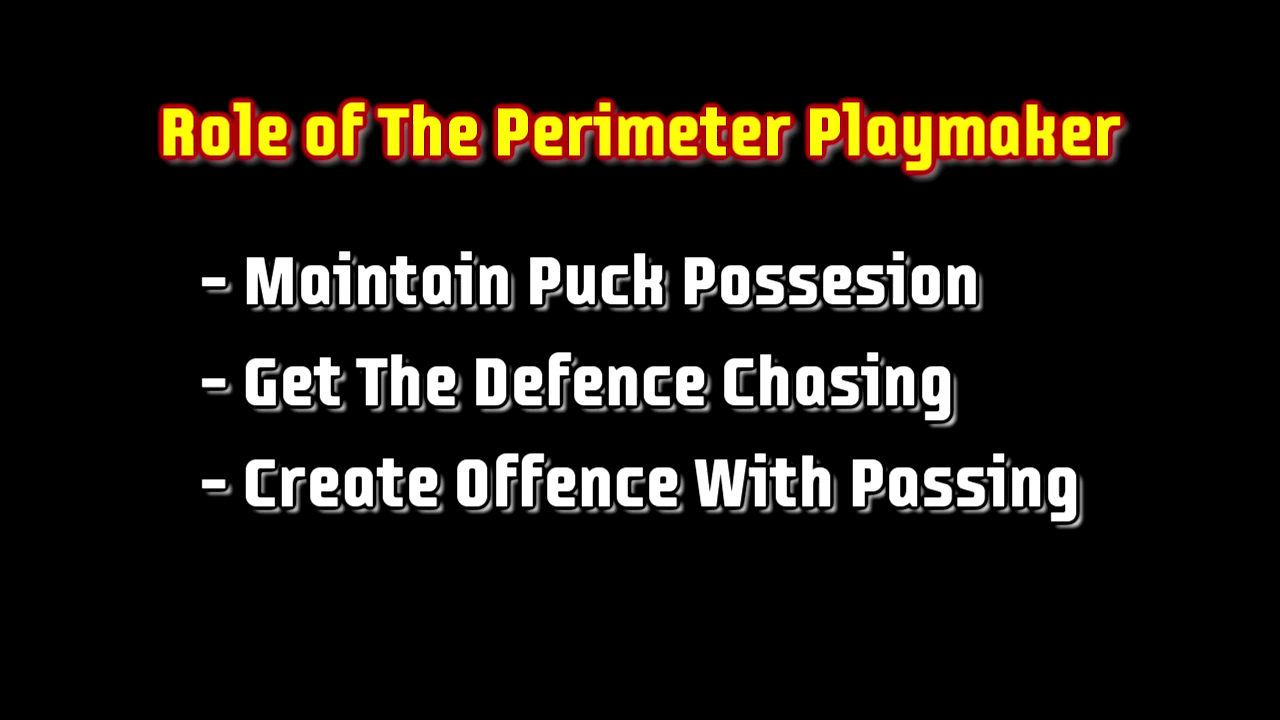 Role of The Perimeter Playmaker
- Maintain Puck Possesion
- Get The Defence Chasing
- Create Offence With Passing